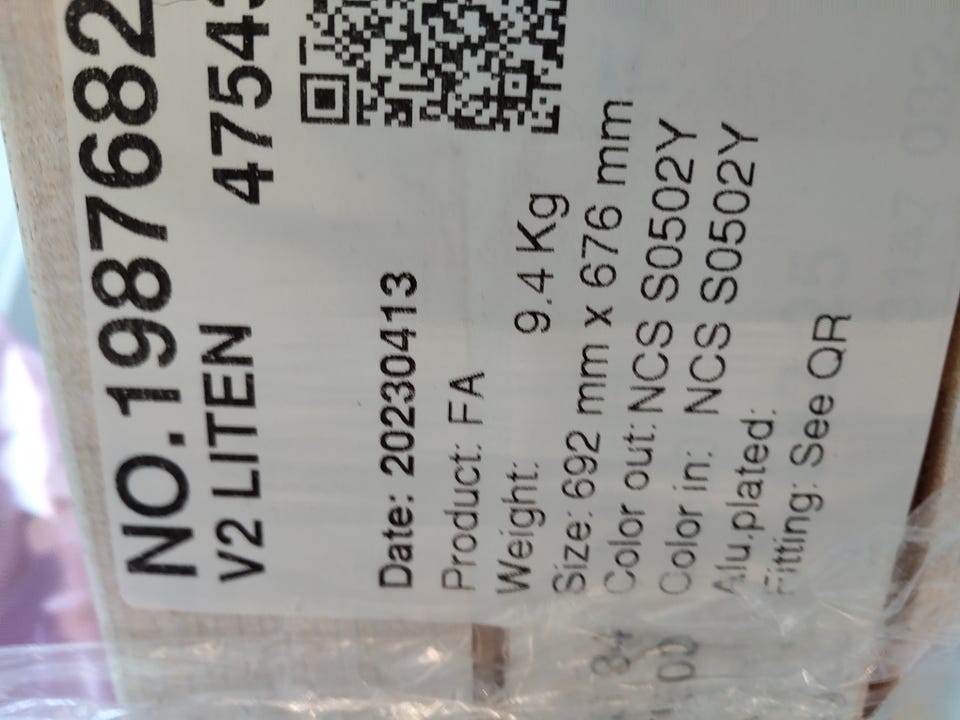 NO.1987682
V2 LITEN 4754
Date: 20230413
Product: FA
Weight: 9.4 Kg
Size: 692 mm x 676 mm
Color out: NCS S0502Y
Color in: NCS S0502Y
Alu.plated:
Fitting: See QR